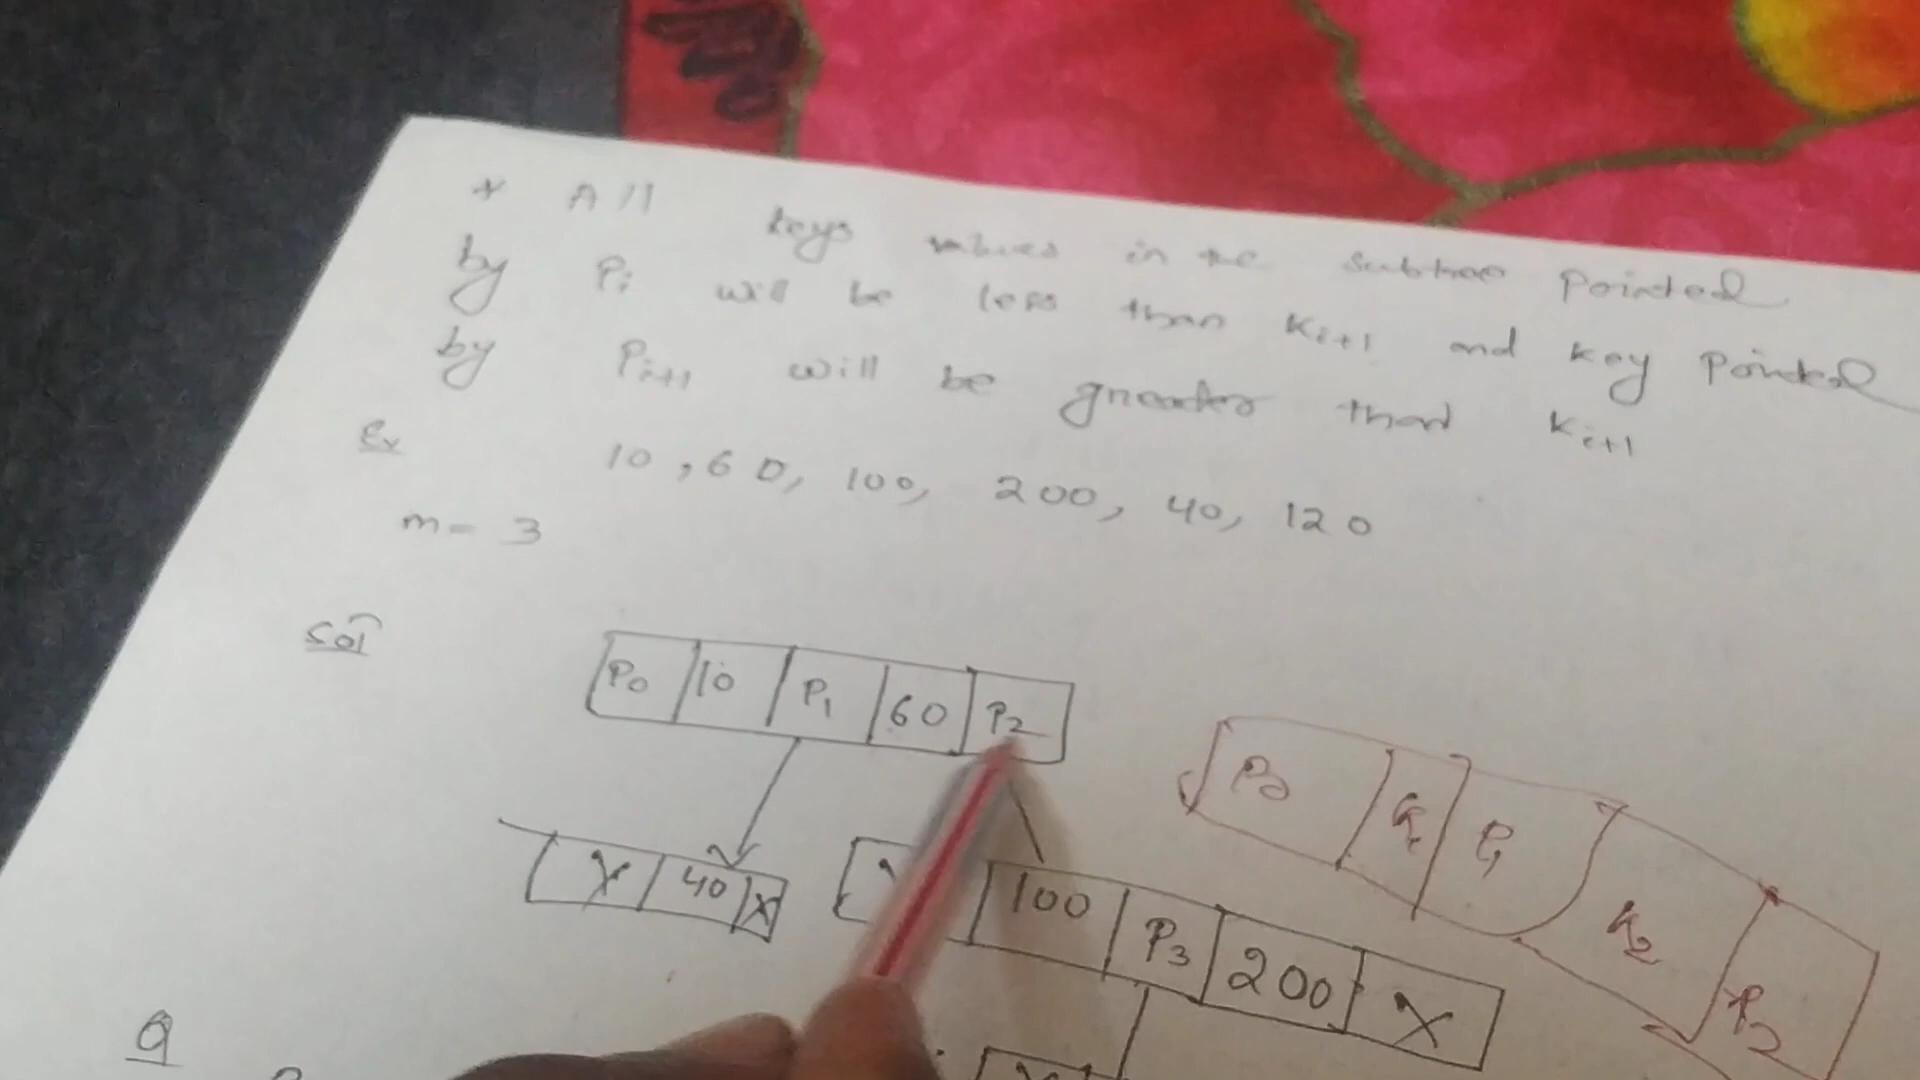 * All keys values in the subtree Pointed
by Pi will be less than Ki+1 and key Pointed
by Pi+1 will be greater than Ki+1
Ex 10, 60, 100, 200, 40, 120
m = 3
Sol
P0 10 P1 60 P2
P0 K1 P1 K2 P2
X 40 X
100 P3 200 X
Q